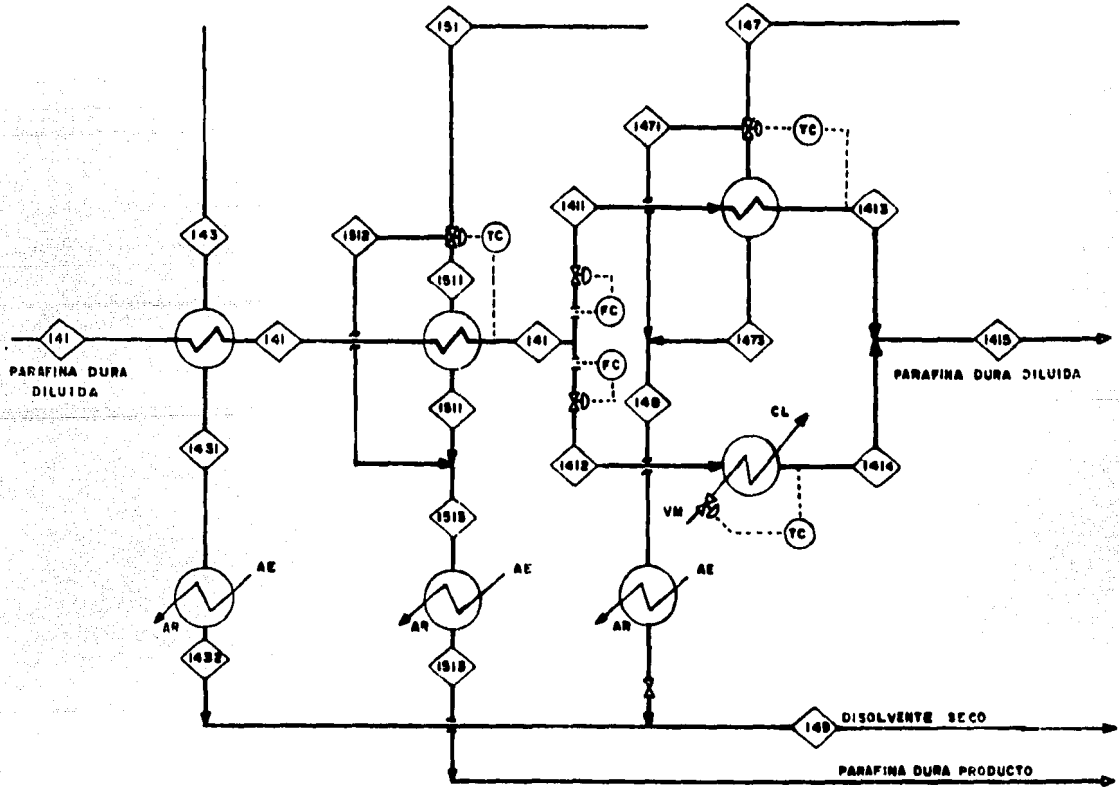 151
147
1471
TC
143
1512
TC
1411
1413
1511
FC
141
141
141
1473
1415
PARAFINA DURA
DILUIDA
FC
PARAFINA DURA DILUIDA
1511
148
CL
1431
1412
1414
VM
1513
TC
AE
AE
AE
AR
AR
AR
1432
1513
149
DISOLVENTE SECO
PARAFINA DURA PRODUCTO